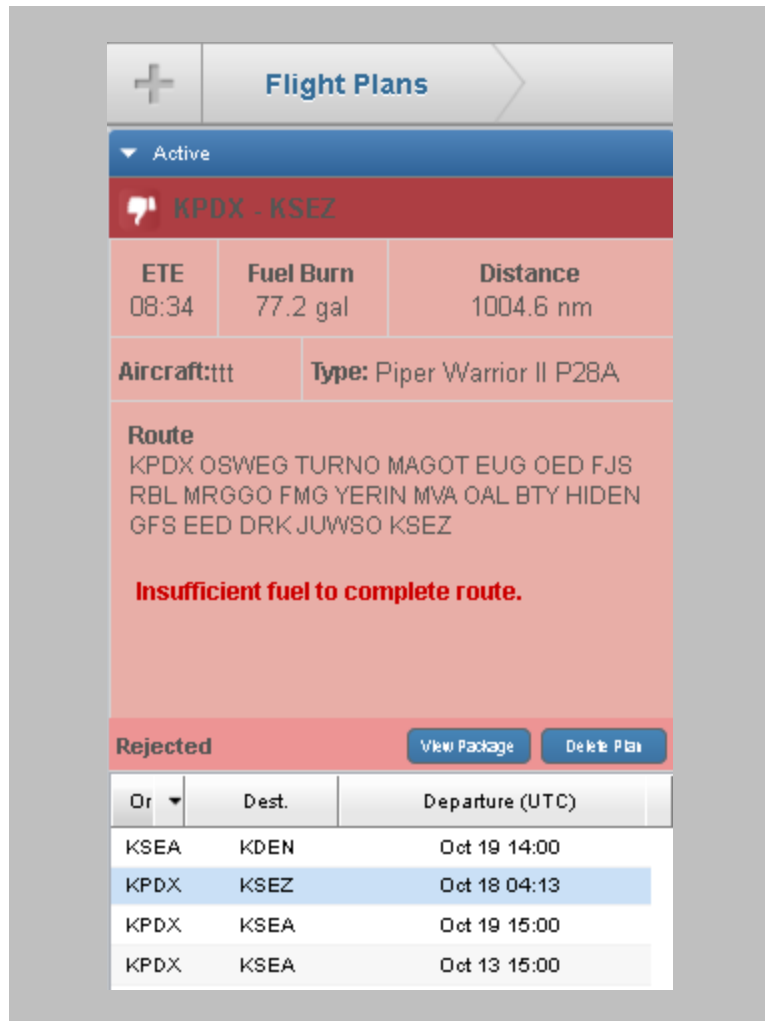 Flight Plans
Active
KPDX - KSEZ
ETE Fuel Burn Distance
08:34 77.2 gal 1004.6 nm
Aircraft:ttt Type: Piper Warrior II P28A
Route
KPDX OSWEG TURNO MAGOT EUG OED FJS
RBL MRGGO FMG YERIN MVA OAL BTY HIDEN
GFS EED DRK JUWSO KSEZ
Insufficient fuel to complete route.
Rejected View Package Delete Plan
Or Dest. Departure (UTC)
KSEA KDEN Oct 19 14:00
KPDX KSEZ Oct 18 04:13
KPDX KSEA Oct 19 15:00
KPDX KSEA Oct 13 15:00